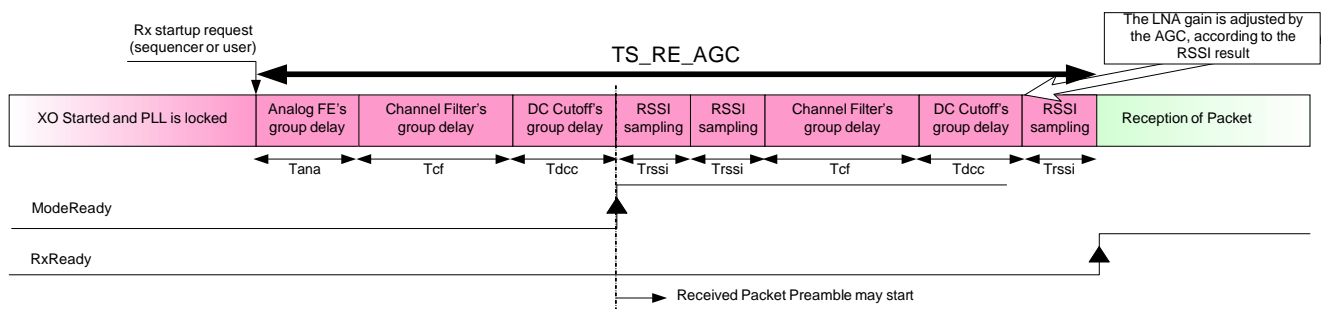 Rx startup request
(sequencer or user)
TS_RE_AGC
The LNA gain is adjusted by
the AGC, according to the
RSSI result
XO Started and PLL is locked
Analog FE's
group delay
Channel Filter's
group delay
DC Cutoff's
group delay
RSSI
sampling
RSSI
sampling
Channel Filter's
group delay
DC Cutoff's
group delay
RSSI
sampling
Reception of Packet
Tana
Tcf
Tdcc
Trssi
Trssi
Tcf
Tdcc
Trssi
ModeReady
RxReady
Received Packet Preamble may start